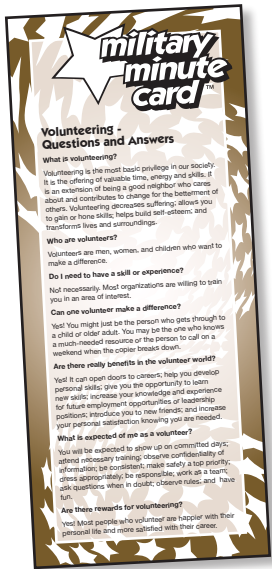 military
minute
card™
Volunteering -
Questions and Answers
What is volunteering?
Volunteering is the most basic privilege in our society.
It is the offering of valuable time, energy and skills. It
is an extension of being a good neighbor who cares
about and contributes to change for the betterment of
others. Volunteering decreases suffering; allows you
to gain or hone skills; helps build self-esteem; and
transforms lives and surroundings.
Who are volunteers?
Volunteers are men, women, and children who want to
make a difference.
Do I need to have a skill or experience?
Not necessarily. Most organizations are willing to train
you in an area of interest.
Can one volunteer make a difference?
Yes! You might just be the person who gets through to
a child or older adult. You may be the one who knows
a much-needed resource or the person to call on a
weekend when the copier breaks down.
Are there really benefits in the volunteer world?
Yes! It can open doors to careers; help you develop
personal skills; give you the opportunity to learn
new skills; increase your knowledge and experience
for future employment opportunities or leadership
positions; introduce you to new friends; and increase
your personal satisfaction knowing you are needed.
What is expected of me as a volunteer?
You will be expected to show up on committed days;
attend necessary training; observe confidentiality of
information; be consistent; make safety a top priority;
dress appropriately; be responsible; work as a team;
ask questions when in doubt; observe rules; and have
fun.
Are there rewards for volunteering?
Yes! Most people who volunteer are happier with their
personal life and more satisfied with their career.